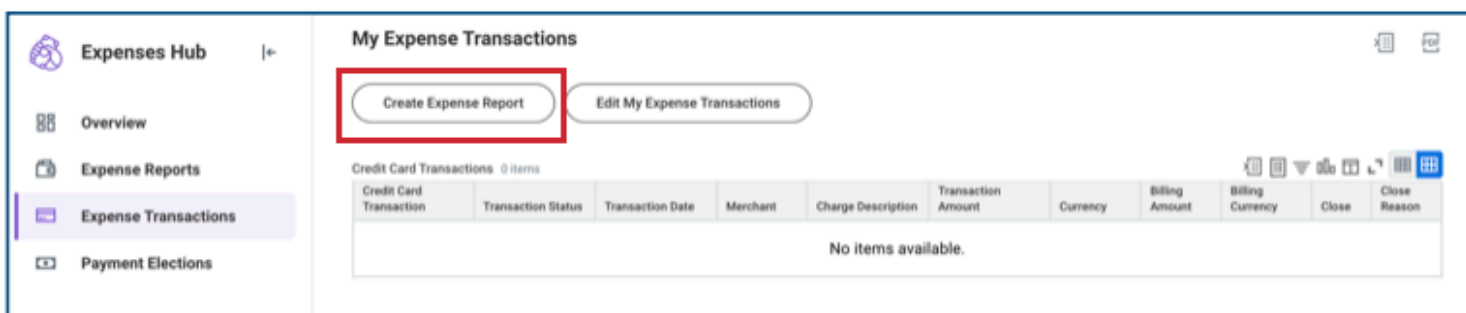 Expenses Hub
Overview
Expense Reports
Expense Transactions
Payment Elections
My Expense Transactions
PDF
Create Expense Report
Edit My Expense Transactions
Credit Card Transactions 0 items
Credit Card Transaction
Transaction Status
Transaction Date
Merchant
Charge Description
Transaction Amount
Currency
Billing Amount
Billing Currency
Close
Close Reason
No items available.